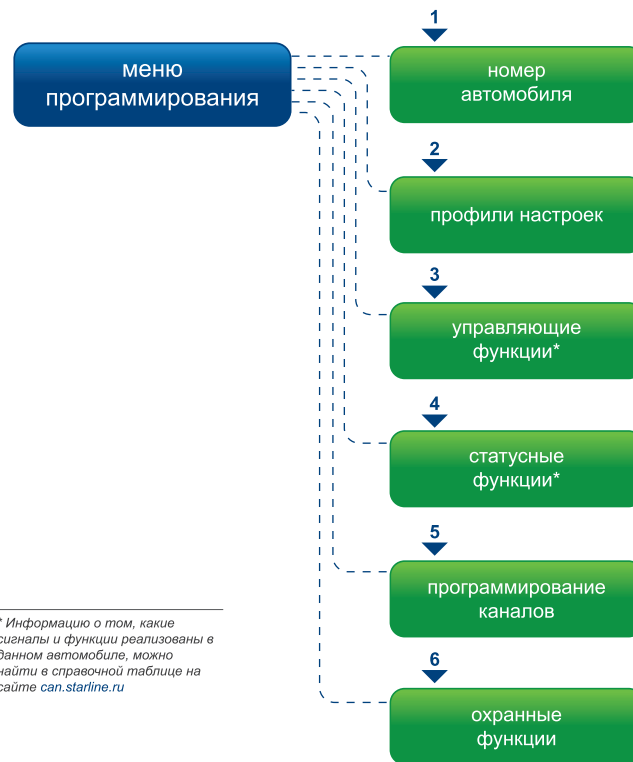 меню
программирования
1
номер
автомобиля
2
профили настроек
3
управляющие
функции*
4
статусные
функции*
5
программирование
каналов
6
охранные
функции
* Информацию о том, какие
сигналы и функции реализованы в
данном автомобиле, можно
найти в справочной таблице на
сайте can.starline.ru